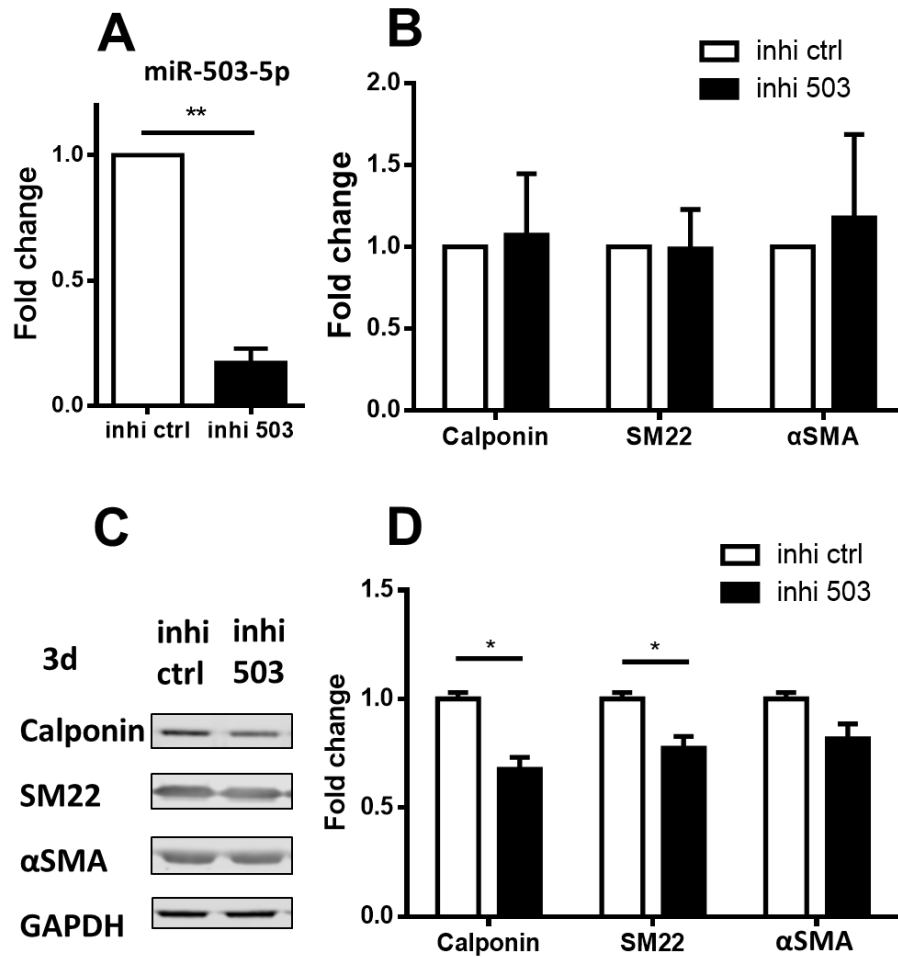 A
miR-503-5p
**
Fold change
1.0
0.5
0.0
inhi ctrl inhi 503
B
inhi ctrl
inhi 503
Fold change
2.0
1.5
1.0
0.5
0.0
Calponin SM22 αSMA
C
3d
inhi ctrl
inhi 503
Calponin
SM22
αSMA
GAPDH
D
inhi ctrl
inhi 503
Fold change
1.5
1.0
0.5
0.0
*
*
Calponin SM22 αSMA